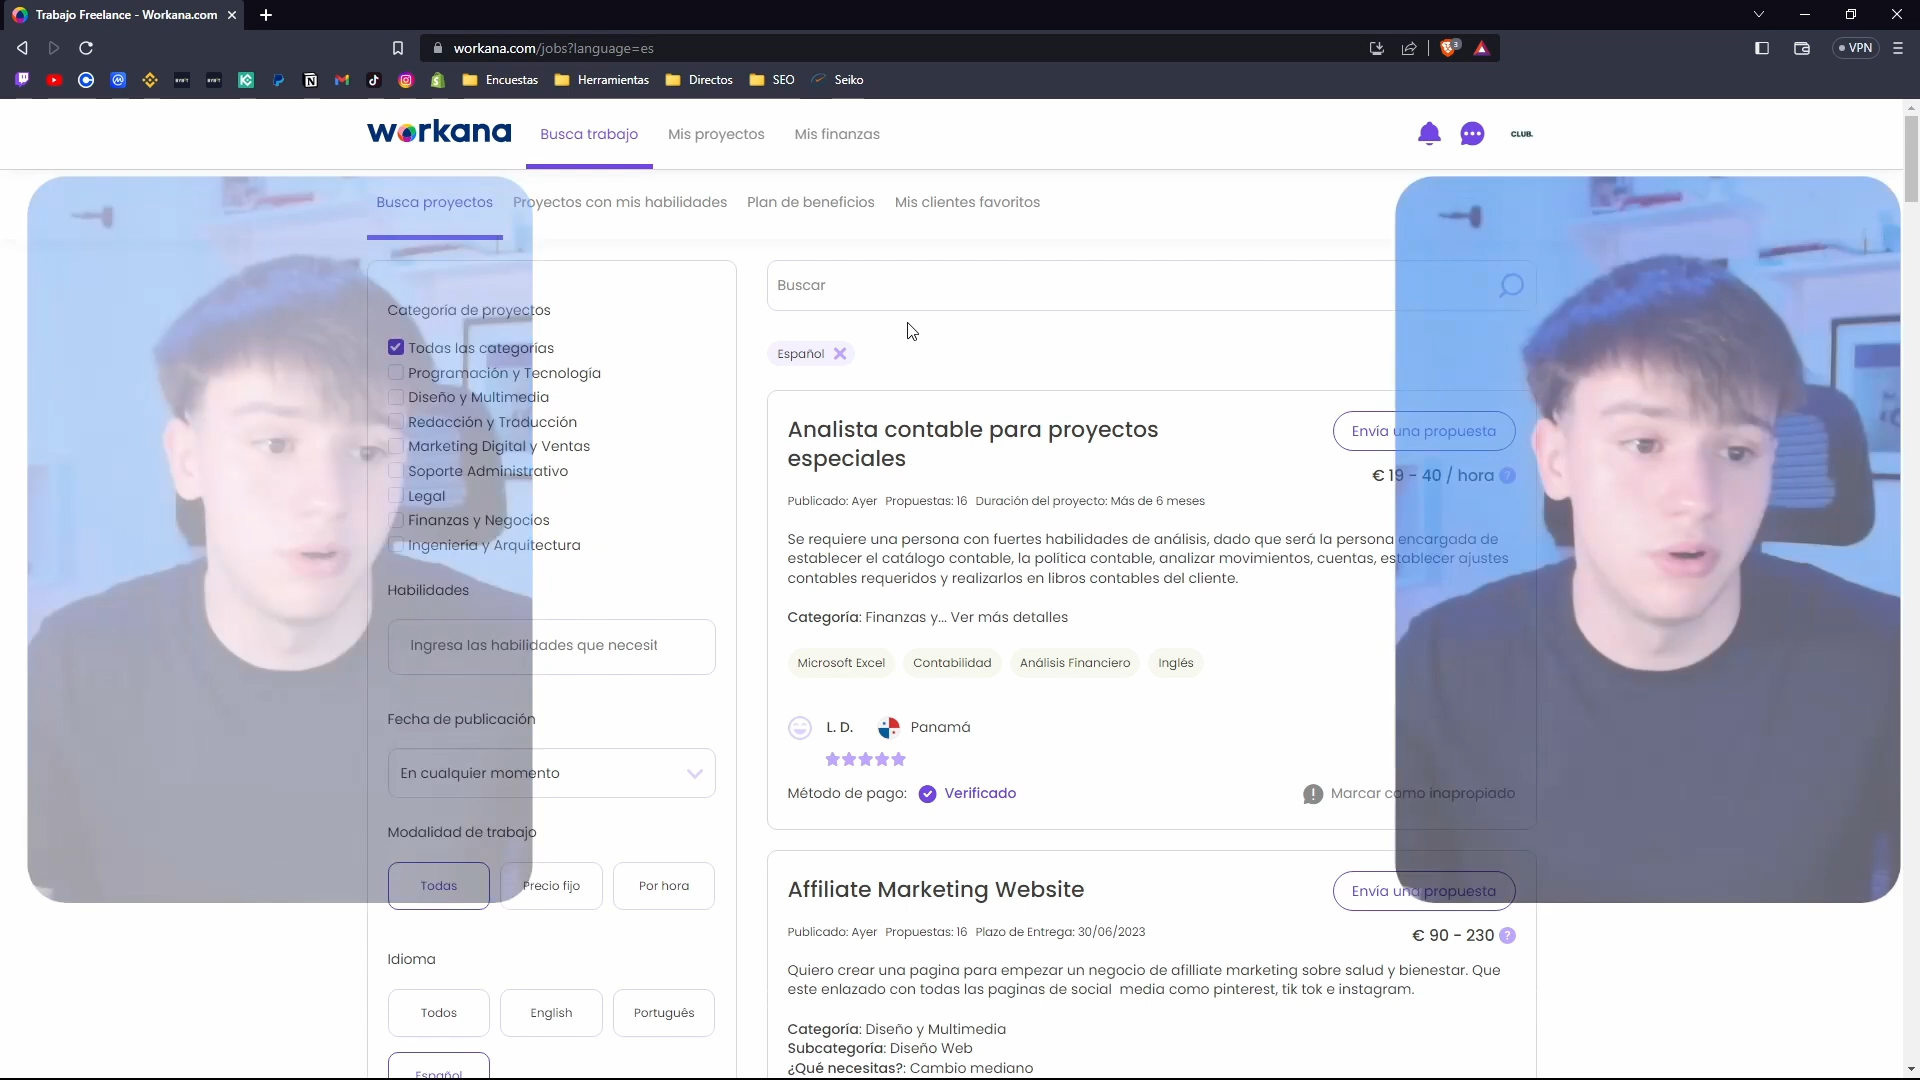 Trabajo Freelance - Workana.com
workana.com/jobs?language=es
VPN
Encuestas
Herramientas
Directos
SEO
Seiko
workana
Busca trabajo
Mis proyectos
Mis finanzas
CLUB.
Busca proyectos
Proyectos con mis habilidades
Plan de beneficios
Mis clientes favoritos
Categoría de proyectos
Todas las categorías
Programación y Tecnología
Diseño y Multimedia
Redacción y Traducción
Marketing Digital y Ventas
Soporte Administrativo
Legal
Finanzas y Negocios
Ingeniería y Arquitectura
Habilidades
Ingresa las habilidades que necesit
Fecha de publicación
En cualquier momento
Modalidad de trabajo
Todas
Precio fijo
Por hora
Idioma
Todos
English
Português
Español
Buscar
Español
Analista contable para proyectos
especiales
Envía una propuesta
€ 19 - 40 / hora ?
Publicado: Ayer Propuestas: 16 Duración del proyecto: Más de 6 meses
Se requiere una persona con fuertes habilidades de análisis, dado que será la persona encargada de
establecer el catálogo contable, la política contable, analizar movimientos, cuentas, establecer ajustes
contables requeridos y realizarlos en libros contables del cliente.
Categoría: Finanzas y... Ver más detalles
Microsoft Excel
Contabilidad
Análisis Financiero
Inglés
L. D.
Panamá
Método de pago: Verificado
Marcar como inapropiado
Affiliate Marketing Website
Envía una propuesta
€ 90 - 230 ?
Publicado: Ayer Propuestas: 16 Plazo de Entrega: 30/06/2023
Quiero crear una pagina para empezar un negocio de afilliate marketing sobre salud y bienestar. Que
este enlazado con todas las paginas de social media como pinterest, tik tok e instagram.
Categoría: Diseño y Multimedia
Subcategoría: Diseño Web
¿Qué necesitas?: Cambio mediano